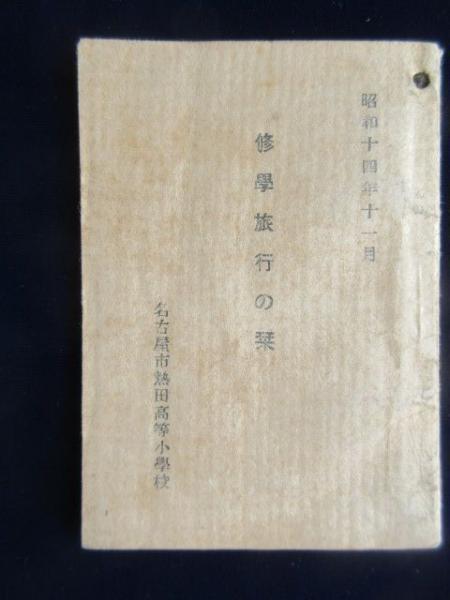 昭和十四年十一月
修學旅行の栞
名古屋市熱田高等小學校